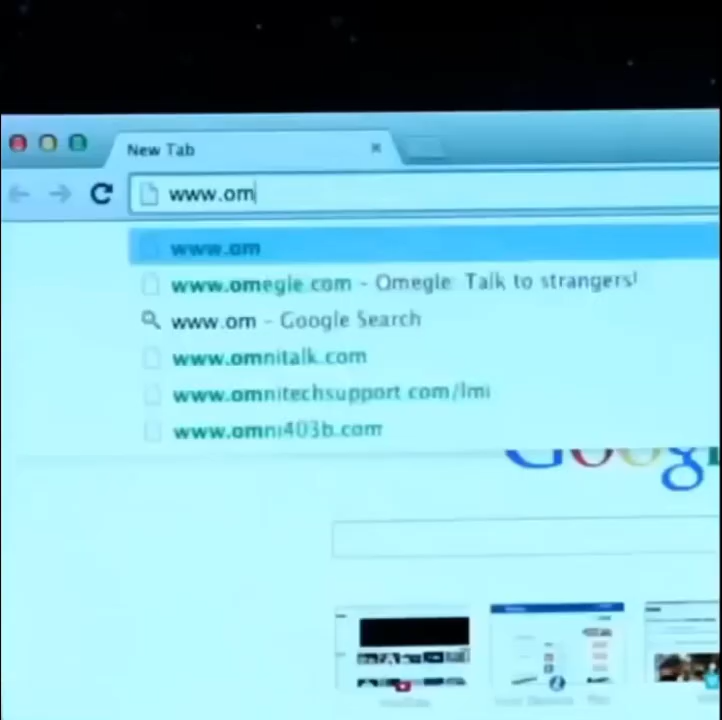 New Tab
www.om
www.om
www.omegle.com - Omegle: Talk to strangers!
www.om - Google Search
www.omnitalk.com
www.omnitechsupport.com/lmi
www.omni403b.com